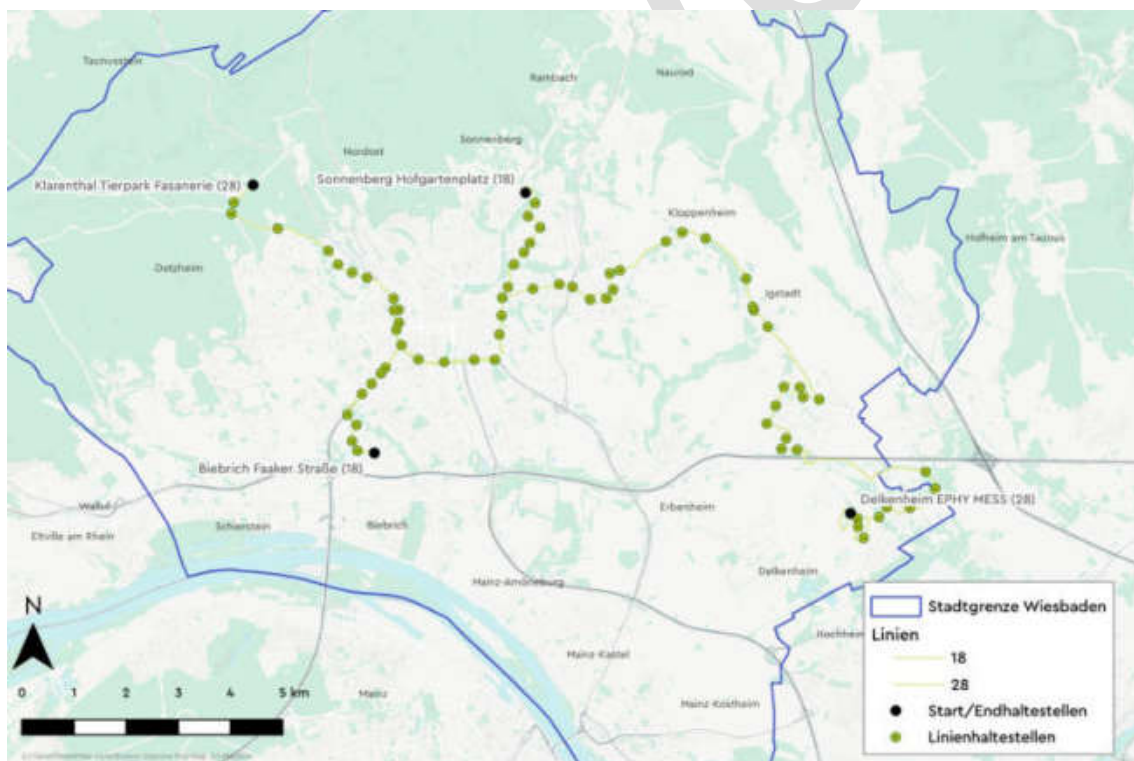 Taunusstein
Rambach
Naurod
Sonnenberg
Nordost
Klarenthal Tierpark Fasanerie (28)
Sonnenberg Hofgartenplatz (18)
Kloppenheim
Hofheim am Taunus
Dotzheim
Igstadt
Biebrich Faaker Straße (18)
Delkenheim EPHY MESS (28)
Walluf
Erbenheim
Schierstein
Biebrich
Eltville am Rhein
Delkenheim
Mainz-Amöneburg
N
Stadtgrenze Wiesbaden
Hochheim
Linien
Mainz-Kastel
18
0 1 2 3 4 5 km
Mainz
28
Mainz-Kostheim
Start/Endhaltestellen
Linienhaltestellen